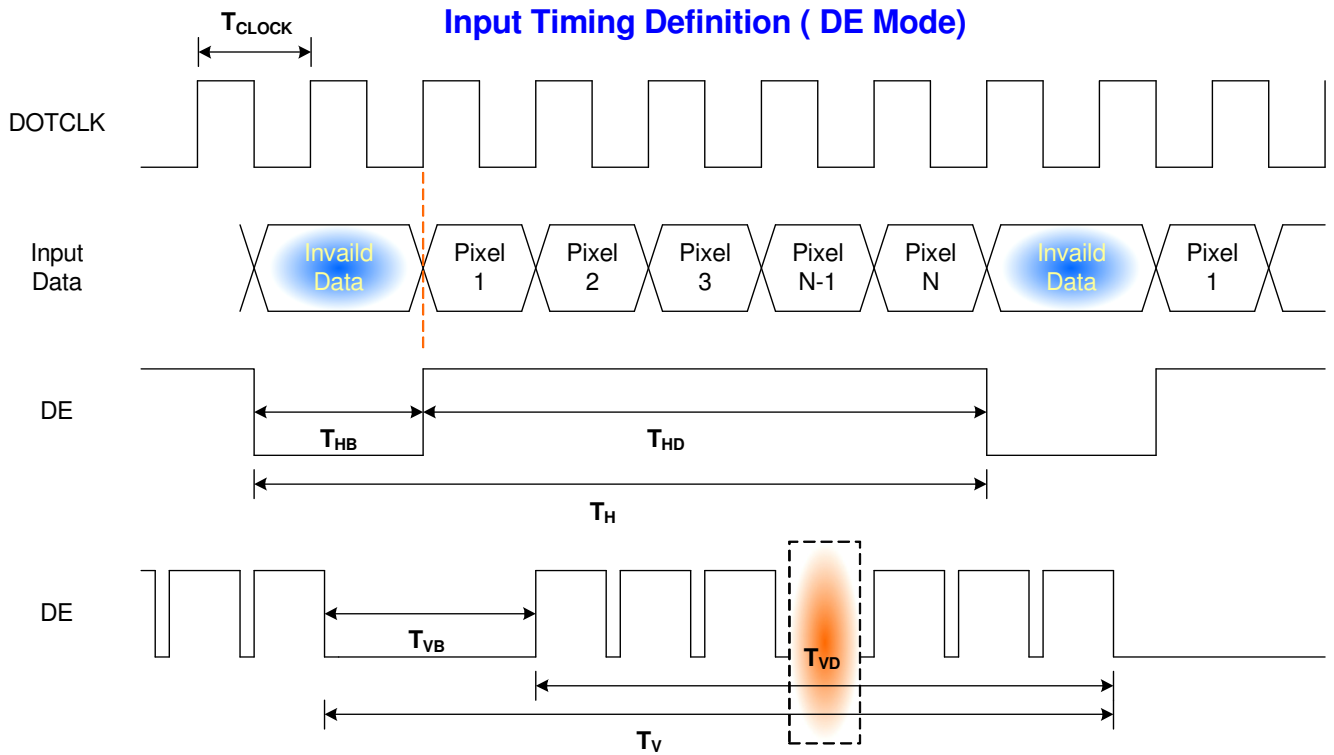 Input Timing Definition ( DE Mode)
TCLOCK
DOTCLK
Input
Data
Invaild
Data
Pixel
1
Pixel
2
Pixel
3
Pixel
N-1
Pixel
N
Invaild
Data
Pixel
1
DE
THB
THD
TH
DE
TVB
TVD
TV